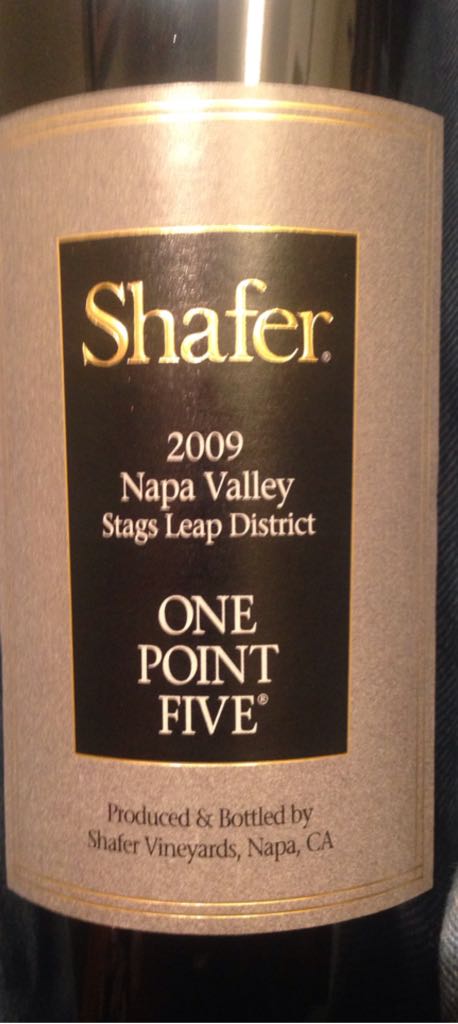 Shafer®
2009
Napa Valley
Stags Leap District
ONE
POINT
FIVE®
Produced & Bottled by
Shafer Vineyards, Napa, CA